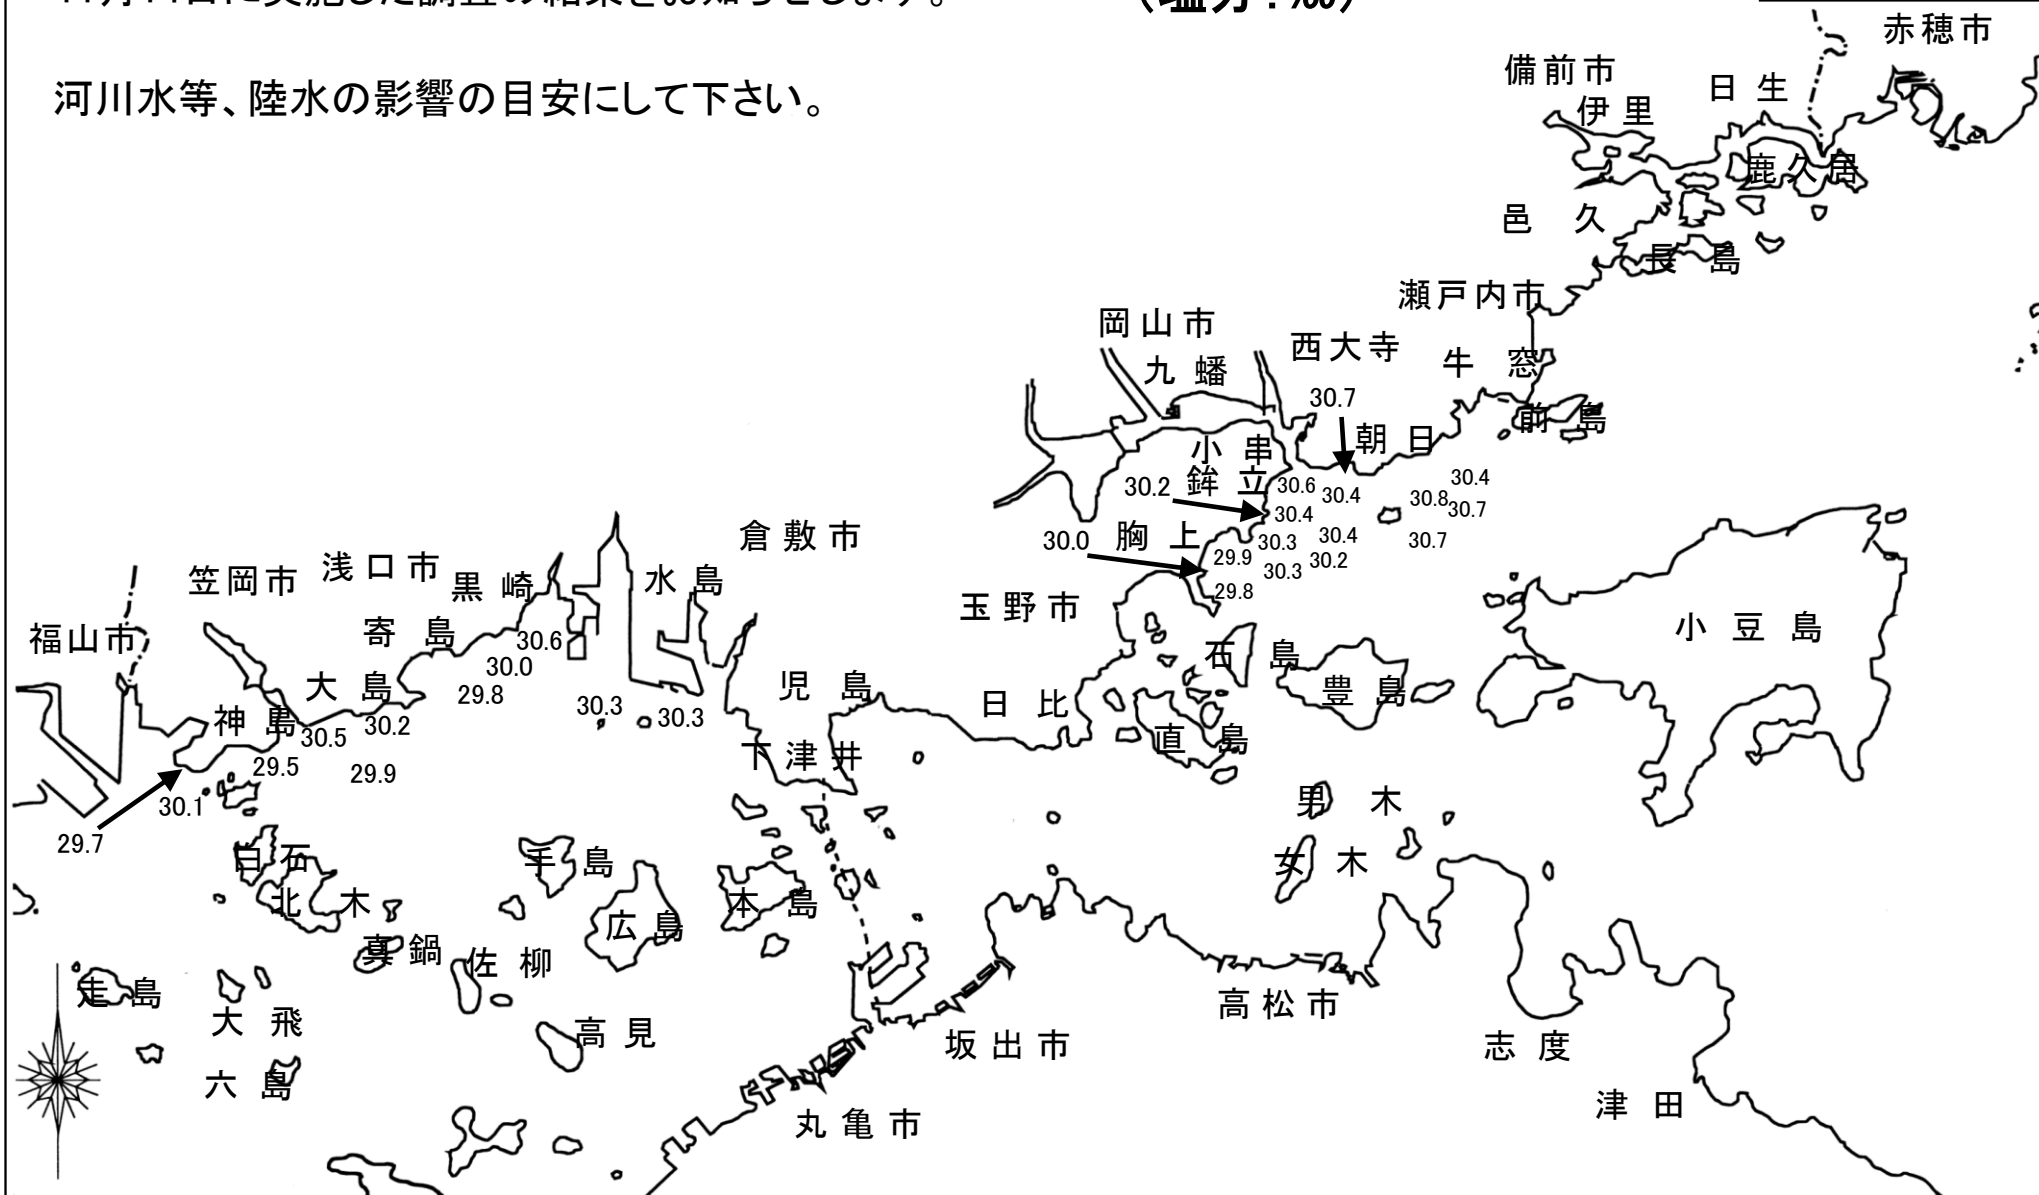 河川水等、陸水の影響の目安にして下さい。
赤穂市
備前市
日生
伊里
鹿久居
邑久
長島
瀬戸内市
岡山市
西大寺
九蟠
牛窓
30.7
前島
朝日
小串
30.2 鉾立 30.6 30.4 30.4
30.8 30.7
30.4
30.0 胸上 30.3 30.4 30.7
29.9 30.3 30.2
29.8
倉敷市
笠岡市 浅口市 黒崎 水島
玉野市
福山市
寄島
30.6
30.0
29.8
小豆島
石島
豊島
大島
児島
日比
直島
神島 30.5 30.2
30.3 30.3
29.5 29.9
下津井
30.1
29.7
男木
女木
白石
北木
手島
本島
広島
真鍋 佐柳
走島
大飛
高見
六島
高松市
坂出市
志度
丸亀市
津田